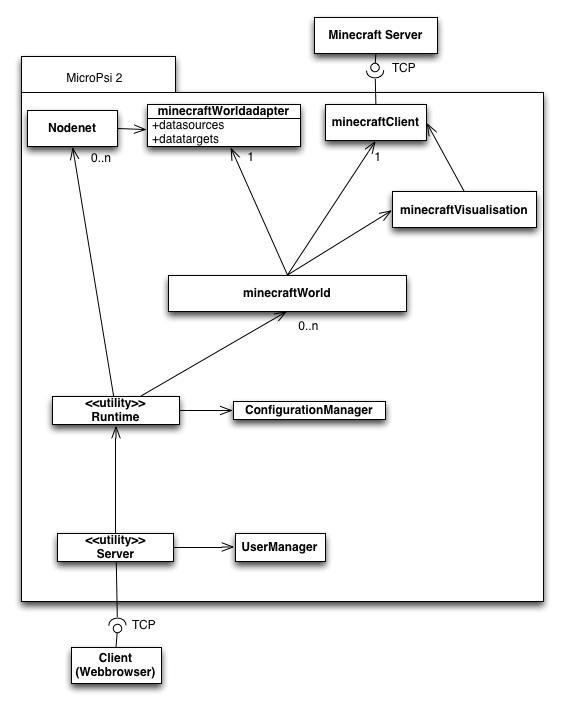 Minecraft Server
TCP
MicroPsi 2
Nodenet
minecraftWorldadapter
+datasources
+datatargets
minecraftClient
0..n
1
1
minecraftVisualisation
minecraftWorld
0..n
<<utility>>
Runtime
ConfigurationManager
<<utility>>
Server
UserManager
TCP
Client
(Webbrowser)